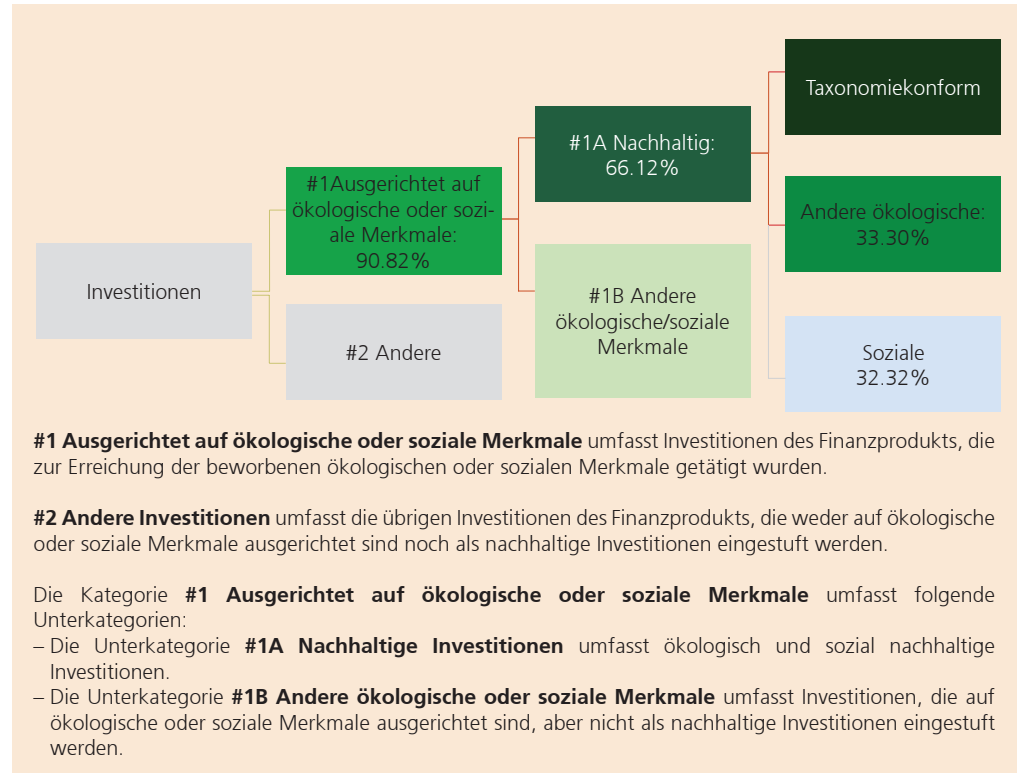 Taxonomiekonform
#1A Nachhaltig:
66.12%
#1Ausgerichtet auf
ökologische oder sozi-
ale Merkmale:
90.82%
Andere ökologische:
33.30%
Investitionen
#1B Andere
ökologische/soziale
Merkmale
#2 Andere
Soziale
32.32%
#1 Ausgerichtet auf ökologische oder soziale Merkmale umfasst Investitionen des Finanzprodukts, die
zur Erreichung der beworbenen ökologischen oder sozialen Merkmale getätigt wurden.
#2 Andere Investitionen umfasst die übrigen Investitionen des Finanzprodukts, die weder auf ökologische
oder soziale Merkmale ausgerichtet sind noch als nachhaltige Investitionen eingestuft werden.
Die Kategorie #1 Ausgerichtet auf ökologische oder soziale Merkmale umfasst folgende
Unterkategorien:
– Die Unterkategorie #1A Nachhaltige Investitionen umfasst ökologisch und sozial nachhaltige
Investitionen.
– Die Unterkategorie #1B Andere ökologische oder soziale Merkmale umfasst Investitionen, die auf
ökologische oder soziale Merkmale ausgerichtet sind, aber nicht als nachhaltige Investitionen eingestuft
werden.